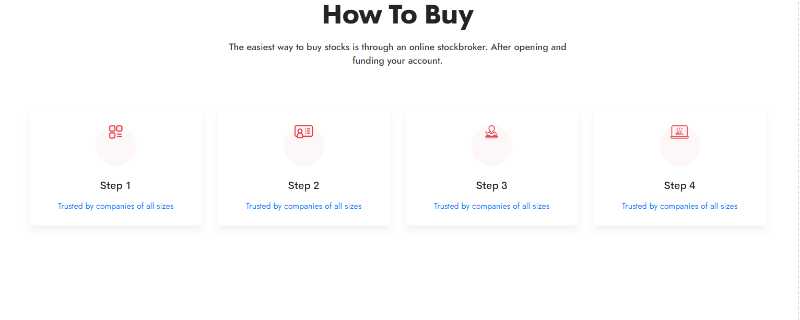 How To Buy
The easiest way to buy stocks is through an online stockbroker. After opening and
funding your account.
Step 1
Trusted by companies of all sizes
Step 2
Trusted by companies of all sizes
Step 3
Trusted by companies of all sizes
Step 4
Trusted by companies of all sizes